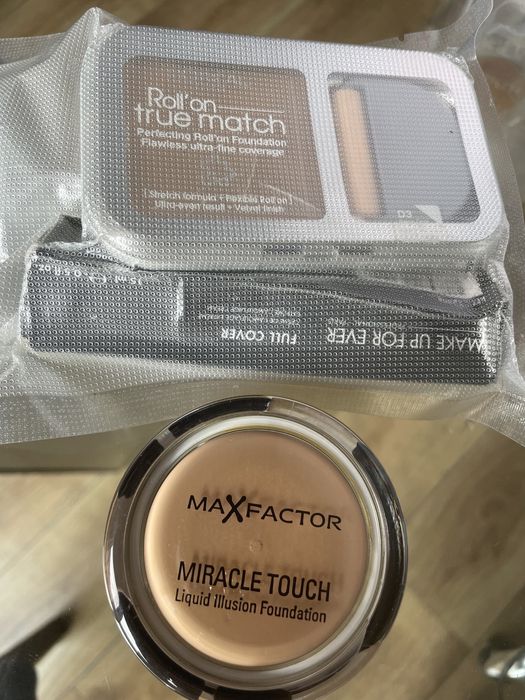 Roll'on
true match
Perfecting Roll'on Foundation
Flawless ultra-fine coverage
[ Stretch formula + Flexible Roll'on ]
Ultra-even result + Velvet finish
D3
MAKE UP FOR EVER
FULL COVER
MAXFACTOR
MIRACLE TOUCH
Liquid Illusion Foundation